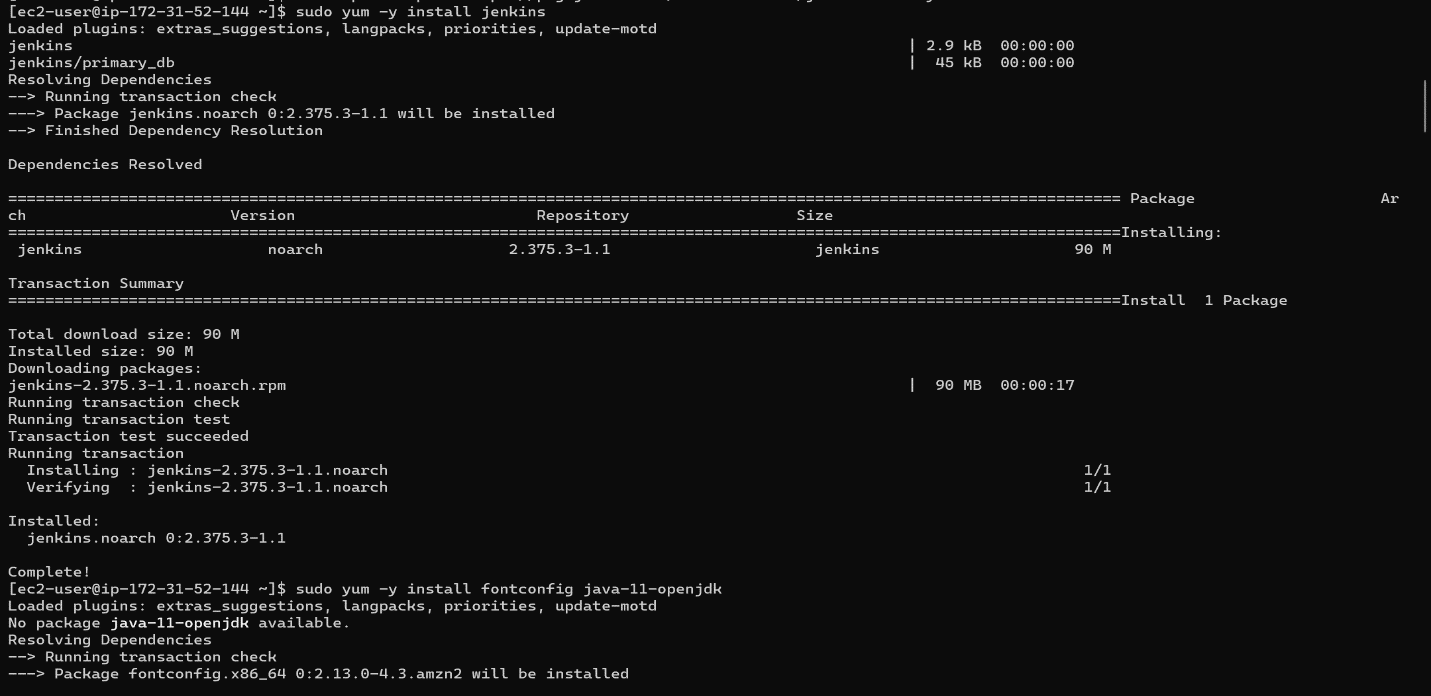 [ec2-user@ip-172-31-52-144 ~]$ sudo yum -y install jenkins
Loaded plugins: extras_suggestions, langpacks, priorities, update-motd
jenkins | 2.9 kB 00:00:00
jenkins/primary_db | 45 kB 00:00:00
Resolving Dependencies
--> Running transaction check
---> Package jenkins.noarch 0:2.375.3-1.1 will be installed
--> Finished Dependency Resolution
Dependencies Resolved
======================================================================================================================== Package Ar
ch Version Repository Size
========================================================================================================================Installing:
jenkins noarch 2.375.3-1.1 jenkins 90 M
Transaction Summary
========================================================================================================================Install 1 Package
Total download size: 90 M
Installed size: 90 M
Downloading packages:
jenkins-2.375.3-1.1.noarch.rpm | 90 MB 00:00:17
Running transaction check
Running transaction test
Transaction test succeeded
Running transaction
Installing : jenkins-2.375.3-1.1.noarch 1/1
Verifying : jenkins-2.375.3-1.1.noarch 1/1
Installed:
jenkins.noarch 0:2.375.3-1.1
Complete!
[ec2-user@ip-172-31-52-144 ~]$ sudo yum -y install fontconfig java-11-openjdk
Loaded plugins: extras_suggestions, langpacks, priorities, update-motd
No package java-11-openjdk available.
Resolving Dependencies
--> Running transaction check
---> Package fontconfig.x86_64 0:2.13.0-4.3.amzn2 will be installed